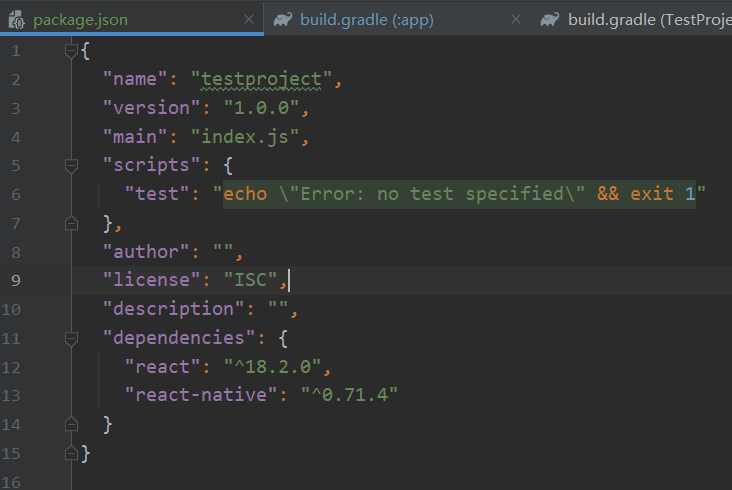 package.json
build.gradle (:app)
build.gradle (TestProje
1 {
2 "name": "testproject",
3 "version": "1.0.0",
4 "main": "index.js",
5 "scripts": {
6 "test": "echo \"Error: no test specified\" && exit 1"
7 },
8 "author": "",
9 "license": "ISC",
10 "description": "",
11 "dependencies": {
12 "react": "^18.2.0",
13 "react-native": "^0.71.4"
14 }
15 }
16